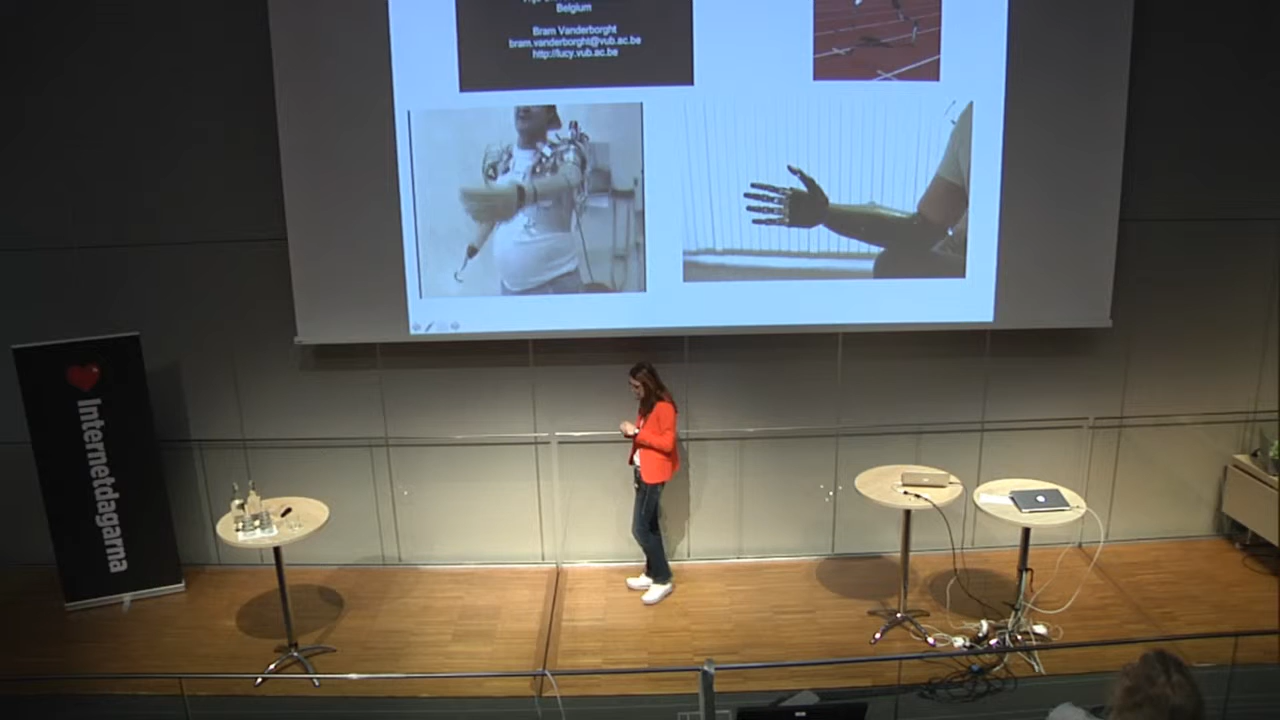 Belgium
Bram Vanderborght
bram.vanderborght@vub.ac.be
http://lucy.vub.ac.be
Internetdagarna